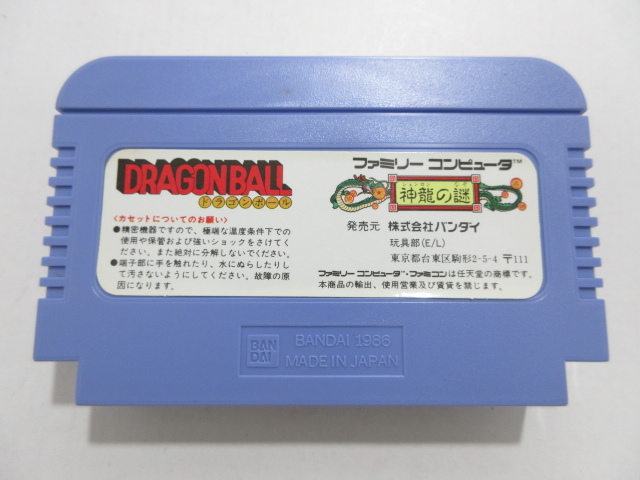 DRAGONBALL
ドラゴンボール
<カセットについてのお願い>
●精密機器ですので、極端な温度条件下での
使用や保管および強いショックをさけてく
ださい。また絶対に分解しないでください。
●端子部に手を触れたり、水にぬらしたりし
て汚さないようにしてください。故障の原
因になります。
ファミリー コンピュータ™
シェンロン なぞ
神龍の謎
発売元 株式会社バンダイ
玩具部(E/L)
東京都台東区駒形2-5-4 〒111
ファミリー コンピュータ・ファミコンは任天堂の商標です。
本商品の輸出、使用営業及び賃貸を禁じます。
BAN
DAI
BANDAI 1986
MADE IN JAPAN